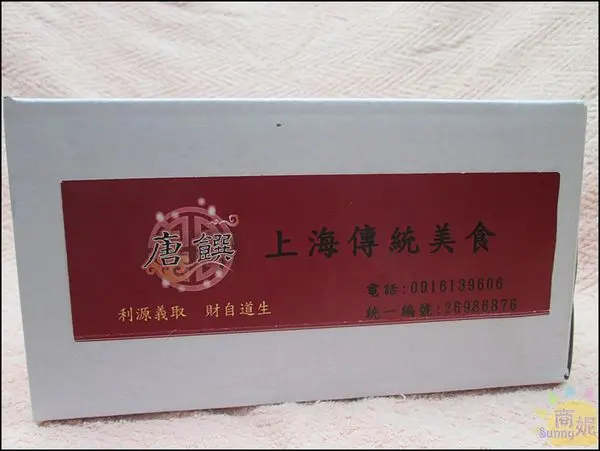 唐饌
上海傳統美食
電話:0916139606
統一編號:26986876
利源義取 財自道生
商妮
Sunny